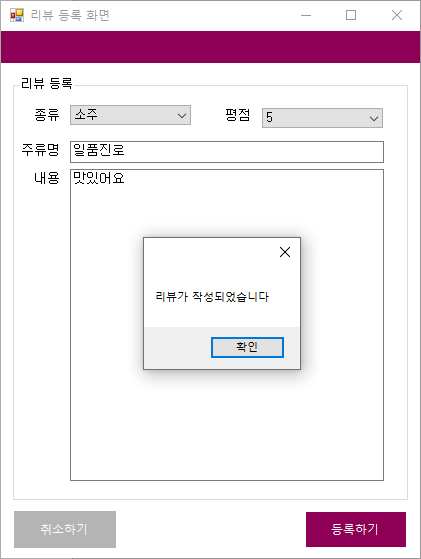 리뷰 등록 화면
리뷰 등록
종류 소주 평점 5
주류명 일품진로
내용 맛있어요
리뷰가 작성되었습니다
확인
취소하기 등록하기